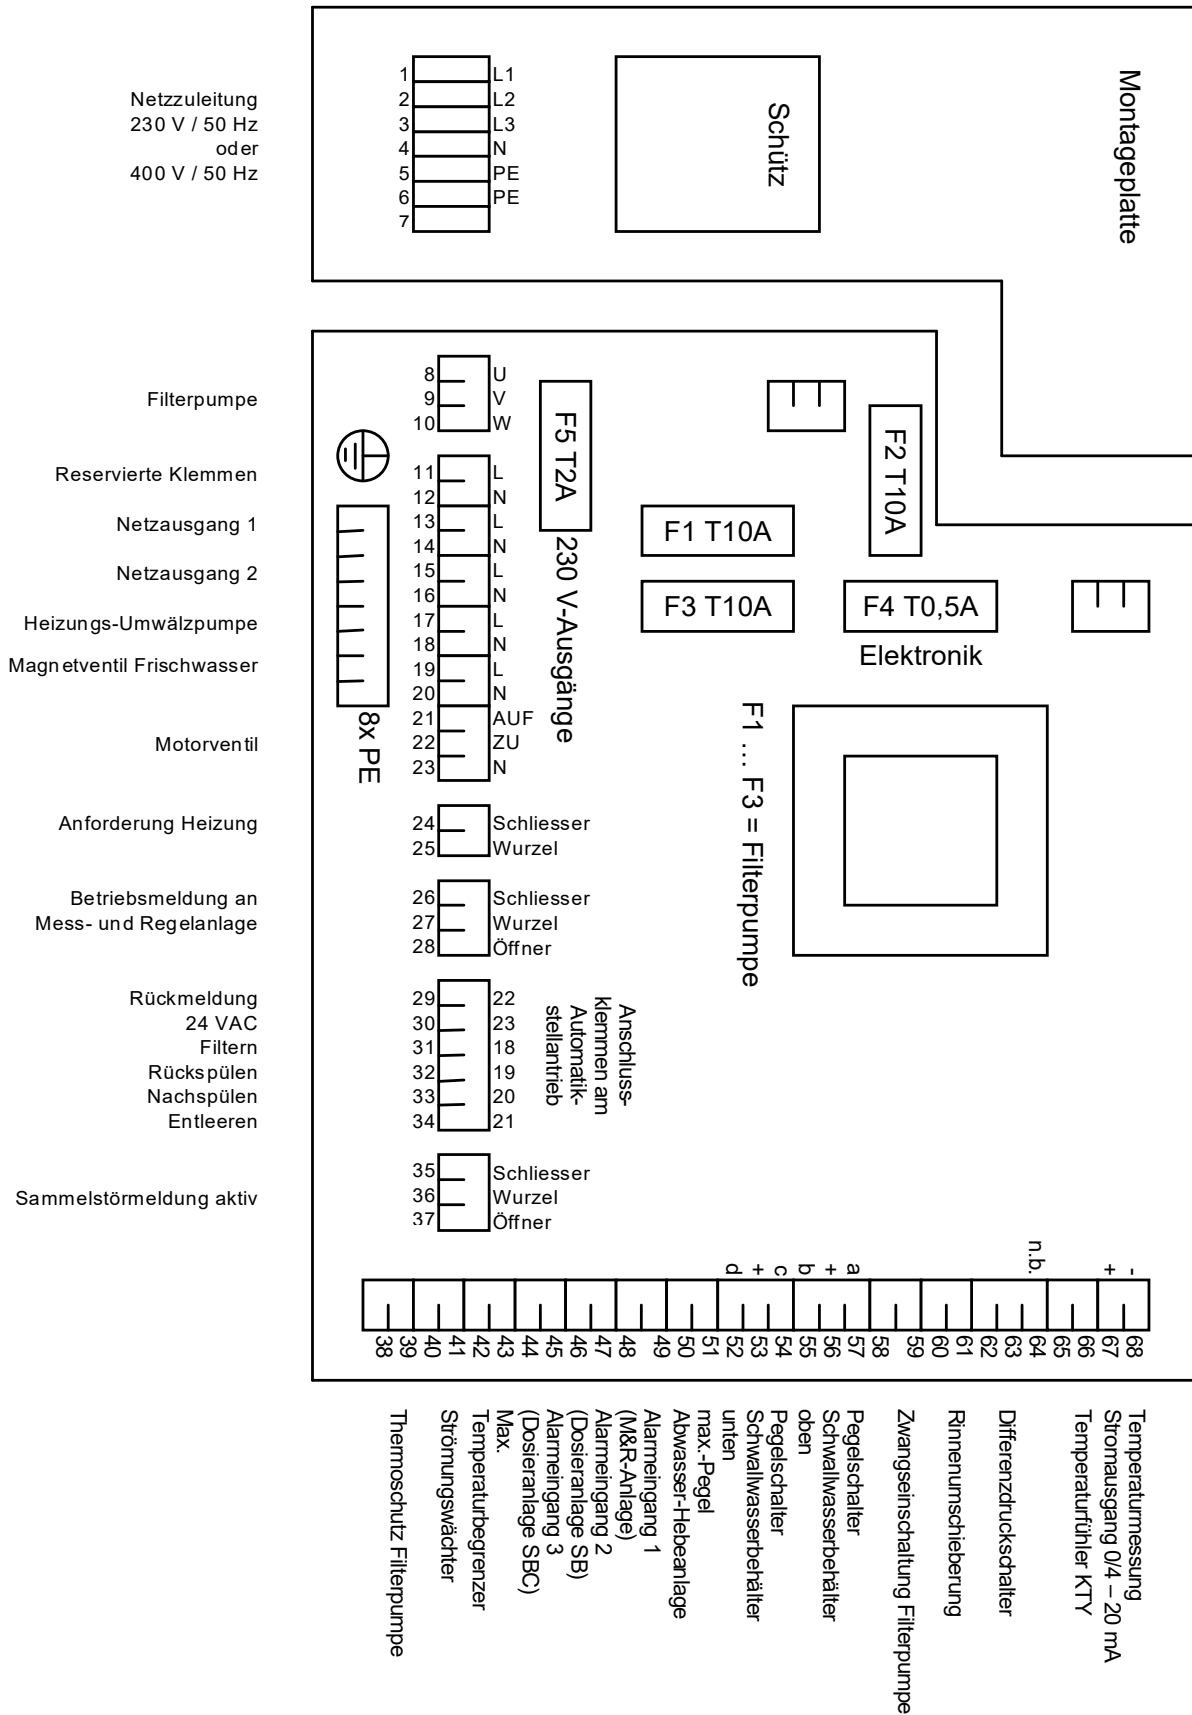 Netzzuleitung
230 V / 50 Hz
oder
400 V / 50 Hz
1 L1
2 L2
3 L3
4 N
5 PE
6 PE
7
Schütz
Montageplatte
Filterpumpe
8 U
9 V
10 W
Reservierte Klemmen
11 L
12 N
Netzausgang 1
13 L
14 N
Netzausgang 2
15 L
16 N
Heizungs-Umwälzpumpe
17 L
18 N
Magnetventil Frischwasser
19 L
20 N
Motorventil
21 AUF
22 ZU
23 N
8x PE
F5 T2A
230 V-Ausgänge
F2 T10A
F1 T10A
F3 T10A
F4 T0,5A
Elektronik
F1 ... F3 = Filterpumpe
Anforderung Heizung
24 Schliesser
25 Wurzel
Betriebsmeldung an
Mess- und Regelanlage
26 Schliesser
27 Wurzel
28 Öffner
Rückmeldung
24 VAC
Filtern
Rückspülen
Nachspülen
Entleeren
29 22
30 23
31 18
32 19
33 20
34 21
Anschluss-
klemmen am
Automatik-
stellantrieb
Sammelstörmeldung aktiv
35 Schliesser
36 Wurzel
37 Öffner
d + c b + a n.b. + -
38 39 40 41 42 43 44 45 46 47 48 49 50 51 52 53 54 55 56 57 58 59 60 61 62 63 64 65 66 67 68
Thermoschutz Filterpumpe
Strömungswächter
Temperaturbegrenzer
Max.
(Dosieranlage SBC)
Alarmeingang 3
(Dosieranlage SB)
Alarmeingang 2
(M&R-Anlage)
Alarmeingang 1
Abwasser-Hebeanlage
max.-Pegel
unten
Schwallwasserbehälter
Pegelschalter
oben
Schwallwasserbehälter
Pegelschalter
Zwangseinschaltung Filterpumpe
Rinnenumschieberung
Differenzdruckschalter
Temperaturfühler KTY
Stromausgang 0/4 – 20 mA
Temperaturmessung